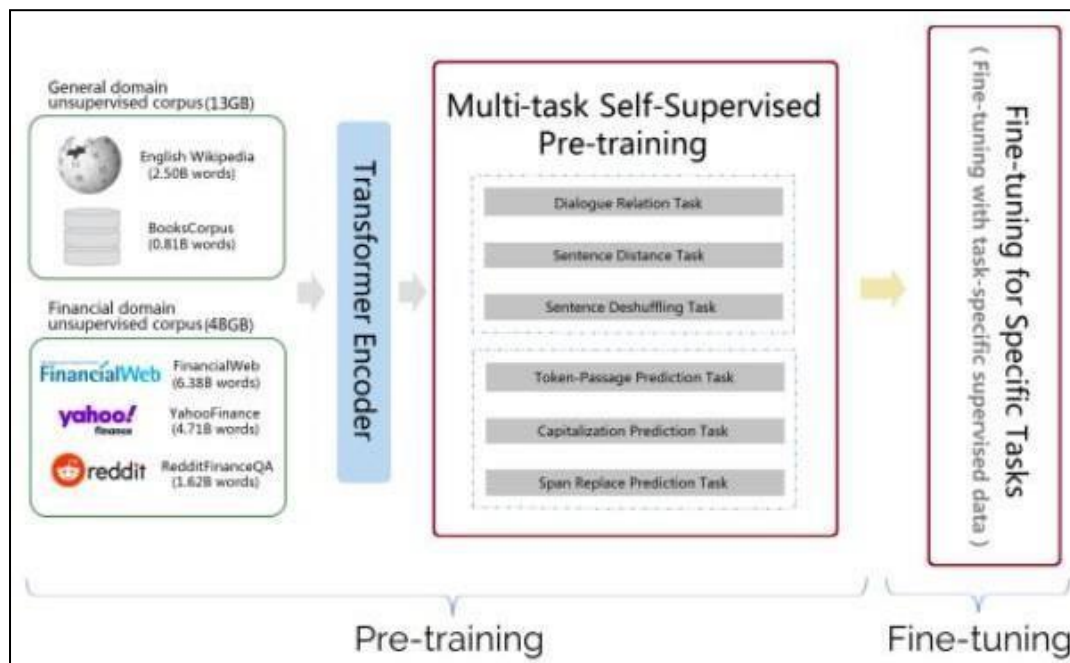 General domain
unsupervised corpus(13GB)
English Wikipedia
(2.50B words)
BooksCorpus
(0.81B words)
Financial domain
unsupervised corpus(48GB)
FinancialWeb
FinancialWeb
(6.38B words)
yahoo!
finance
YahooFinance
(4.71B words)
reddit
RedditFinanceQA
(1.62B words)
Transformer Encoder
Multi-task Self-Supervised
Pre-training
Dialogue Relation Task
Sentence Distance Task
Sentence Deshuffling Task
Token-Passage Prediction Task
Capitalization Prediction Task
Span Replace Prediction Task
Fine-tuning for Specific Tasks
( Fine-tuning with task-specific supervised data )
Pre-training
Fine-tuning